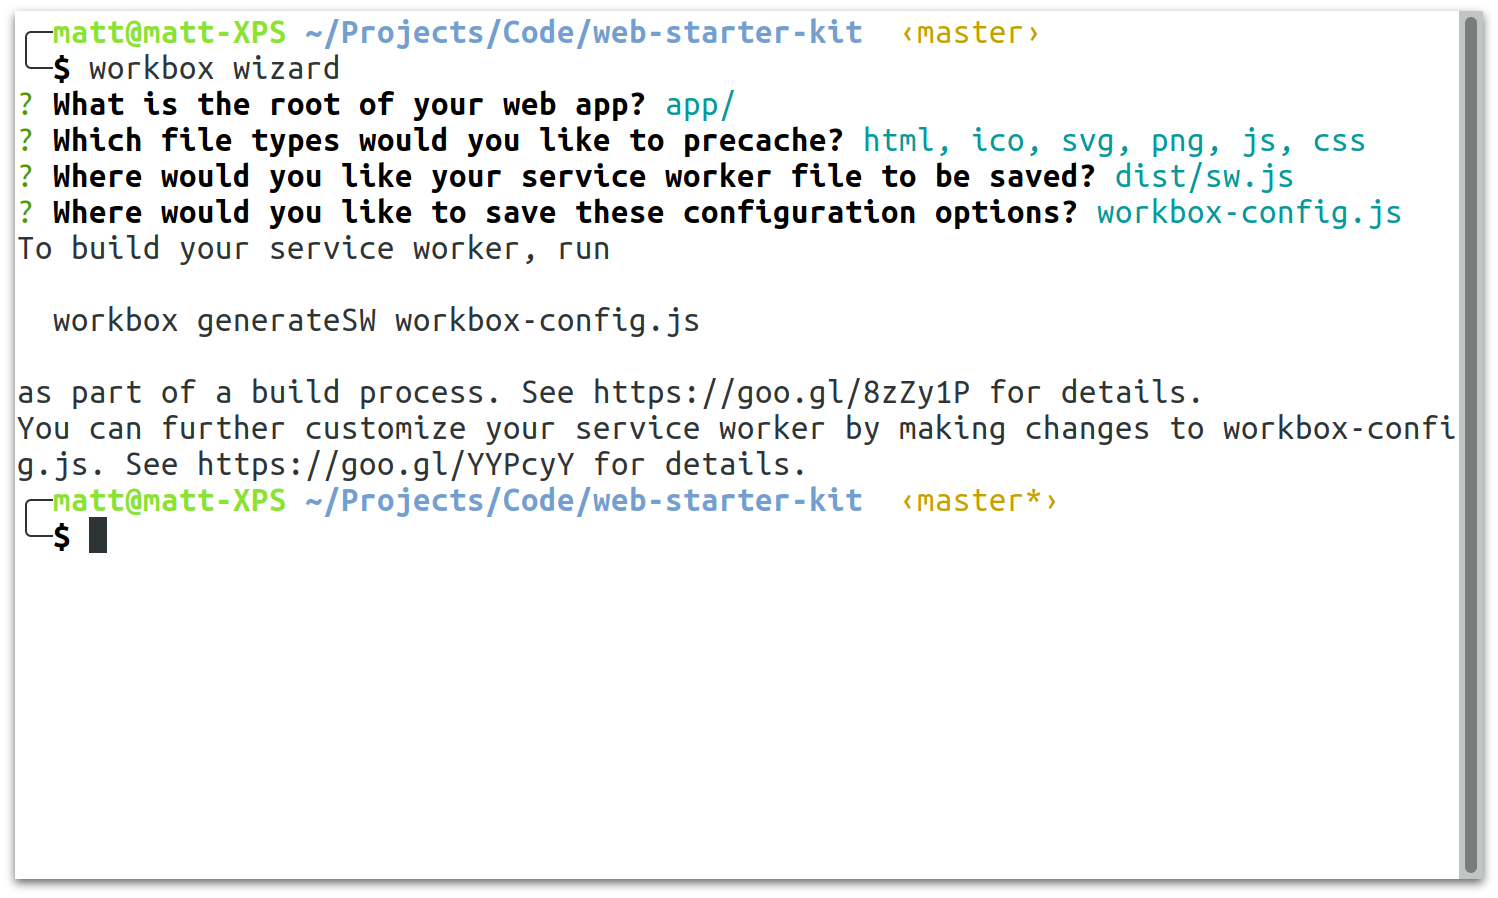 matt@matt-XPS ~/Projects/Code/web-starter-kit ‹master›
$ workbox wizard
? What is the root of your web app? app/
? Which file types would you like to precache? html, ico, svg, png, js, css
? Where would you like your service worker file to be saved? dist/sw.js
? Where would you like to save these configuration options? workbox-config.js
To build your service worker, run
workbox generateSW workbox-config.js
as part of a build process. See https://goo.gl/8zZy1P for details.
You can further customize your service worker by making changes to workbox-confi
g.js. See https://goo.gl/YYPcyY for details.
matt@matt-XPS ~/Projects/Code/web-starter-kit ‹master*›
$